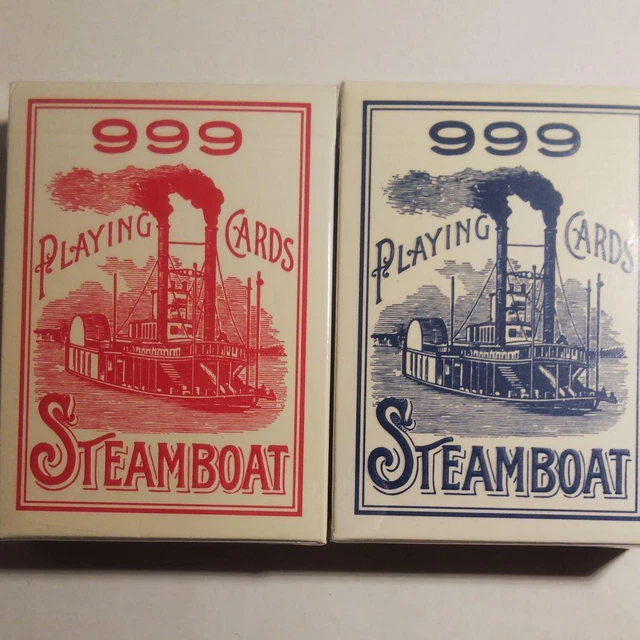 999
PLAYING CARDS
STEAMBOAT
999
PLAYING CARDS
STEAMBOAT